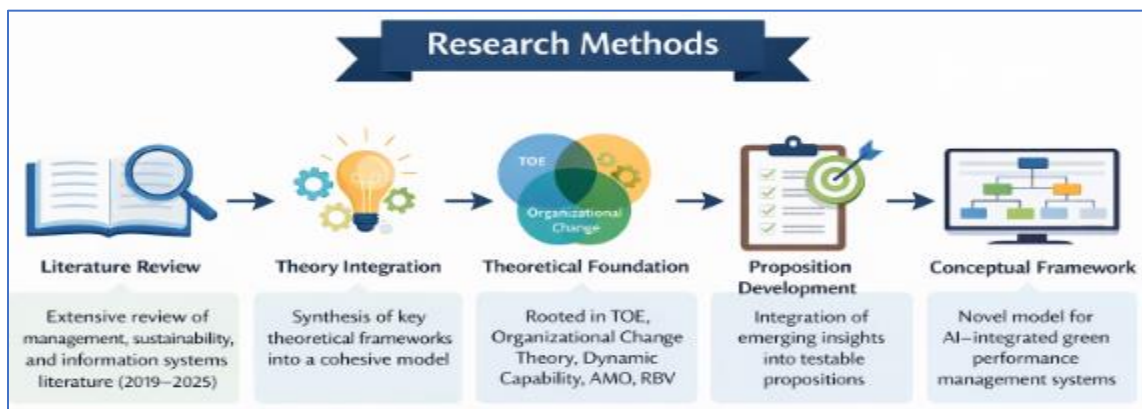 Research Methods
TOE
Organizational
Change
Literature Review
Extensive review of
management, sustainability,
and information systems
literature (2019–2025)
Theory Integration
Synthesis of key
theoretical frameworks
into a cohesive model
Theoretical Foundation
Rooted in TOE,
Organizational Change
Theory, Dynamic
Capability, AMO, RBV
Proposition
Development
Integration of
emerging insights
into testable
propositions
Conceptual Framework
Novel model for
AI–integrated green
performance
management systems